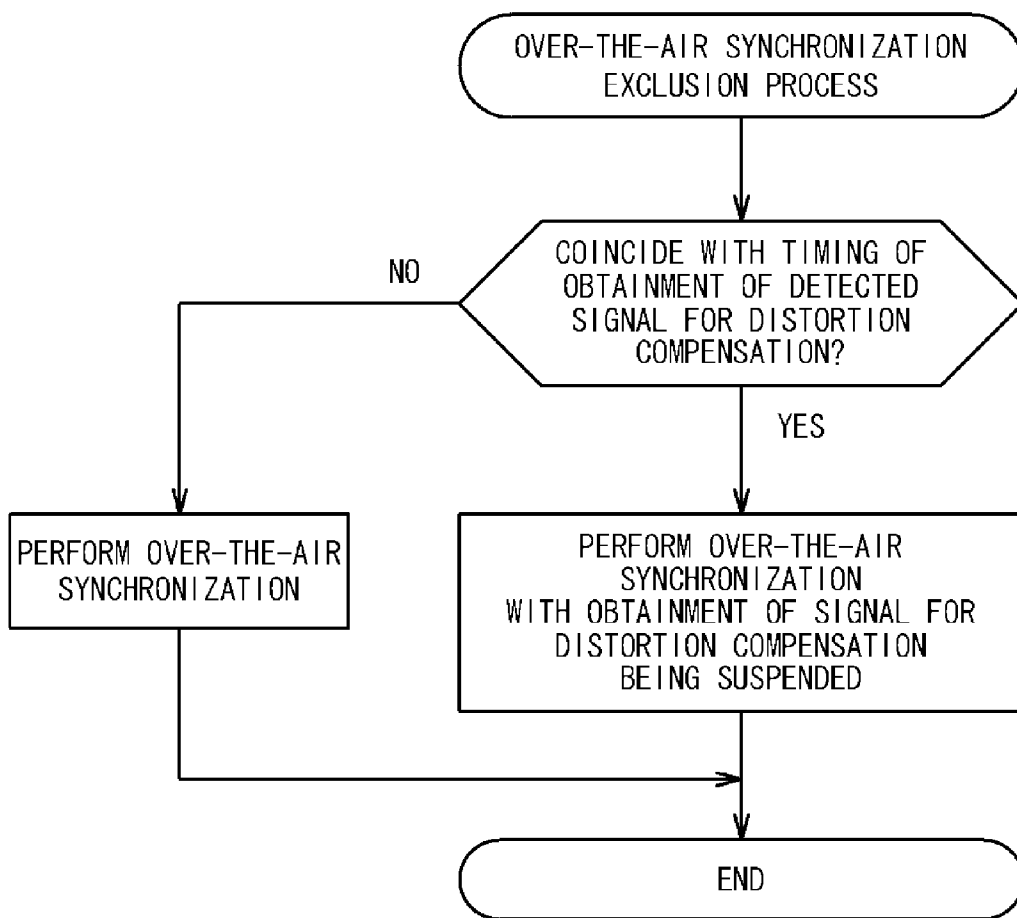 OVER-THE-AIR SYNCHRONIZATION
EXCLUSION PROCESS
COINCIDE WITH TIMING OF
OBTAINMENT OF DETECTED
SIGNAL FOR DISTORTION
COMPENSATION?
NO
YES
PERFORM OVER-THE-AIR
SYNCHRONIZATION
PERFORM OVER-THE-AIR
SYNCHRONIZATION
WITH OBTAINMENT OF SIGNAL FOR
DISTORTION COMPENSATION
BEING SUSPENDED
END